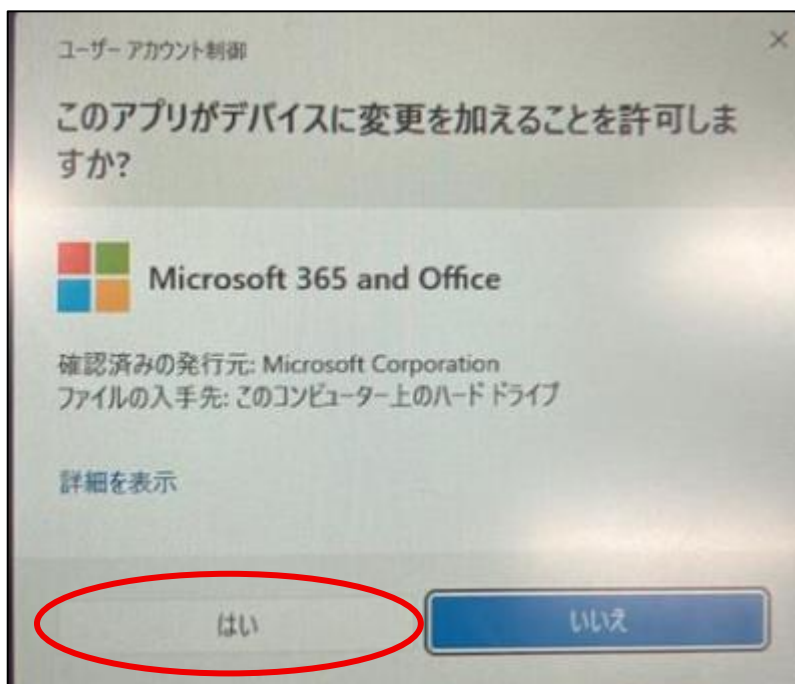 ユーザー アカウント制御
このアプリがデバイスに変更を加えることを許可しま
すか?
Microsoft 365 and Office
確認済みの発行元: Microsoft Corporation
ファイルの入手先: このコンピューター上のハード ドライブ
詳細を表示
はい
いいえ